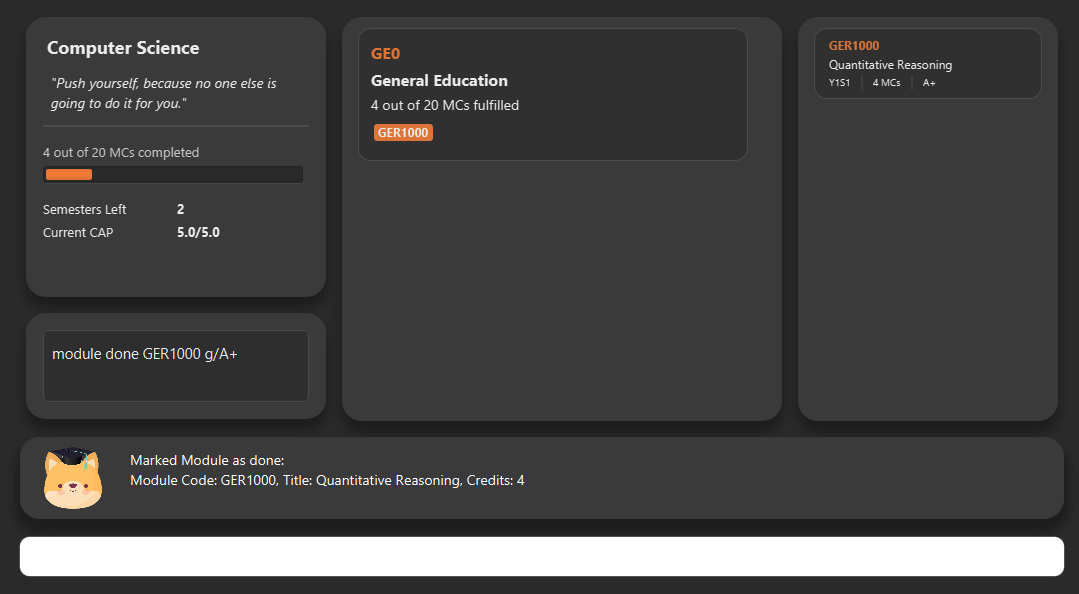 Computer Science
"Push yourself, because no one else is
going to do it for you."
4 out of 20 MCs completed
Semesters Left 2
Current CAP 5.0/5.0
module done GER1000 g/A+
GE0
General Education
4 out of 20 MCs fulfilled
GER1000
GER1000
Quantitative Reasoning
Y1S1 4 MCs A+
Marked Module as done:
Module Code: GER1000, Title: Quantitative Reasoning, Credits: 4